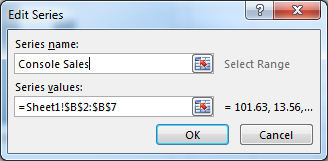 Edit Series
?
Series name:
Console Sales
Select Range
Series values:
=Sheet1!$B$2:$B$7
= 101.63, 13.56,...
OK
Cancel